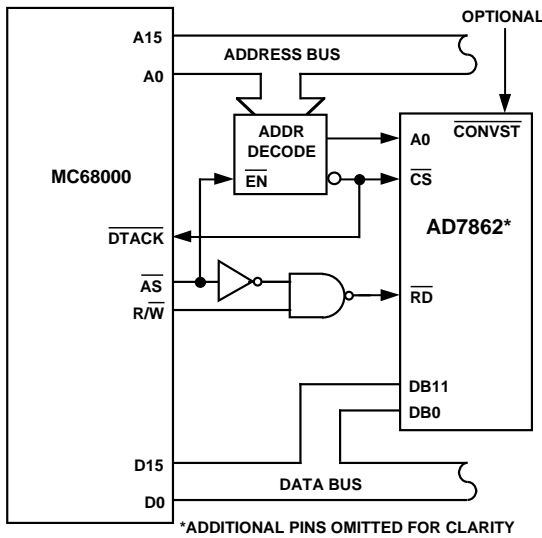 OPTIONAL
A15
ADDRESS BUS
A0
ADDR
DECODE
EN
A0
CONVST
MC68000
CS
AD7862*
DTACK
AS
R/W
RD
DB11
DB0
D15
DATA BUS
D0
*ADDITIONAL PINS OMITTED FOR CLARITY